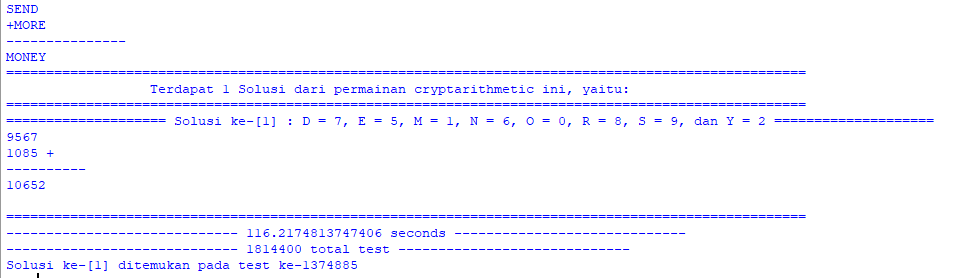 SEND
+MORE
---------------
MONEY
====================================================================================================
Terdapat 1 Solusi dari permainan cryptarithmetic ini, yaitu:
====================================================================================================
==================== Solusi ke-[1] : D = 7, E = 5, M = 1, N = 6, O = 0, R = 8, S = 9, dan Y = 2 ====================
9567
1085 +
----------
10652
====================================================================================================
----------------------------- 116.2174813747406 seconds -----------------------------
----------------------------- 1814400 total test -----------------------------
Solusi ke-[1] ditemukan pada test ke-1374885